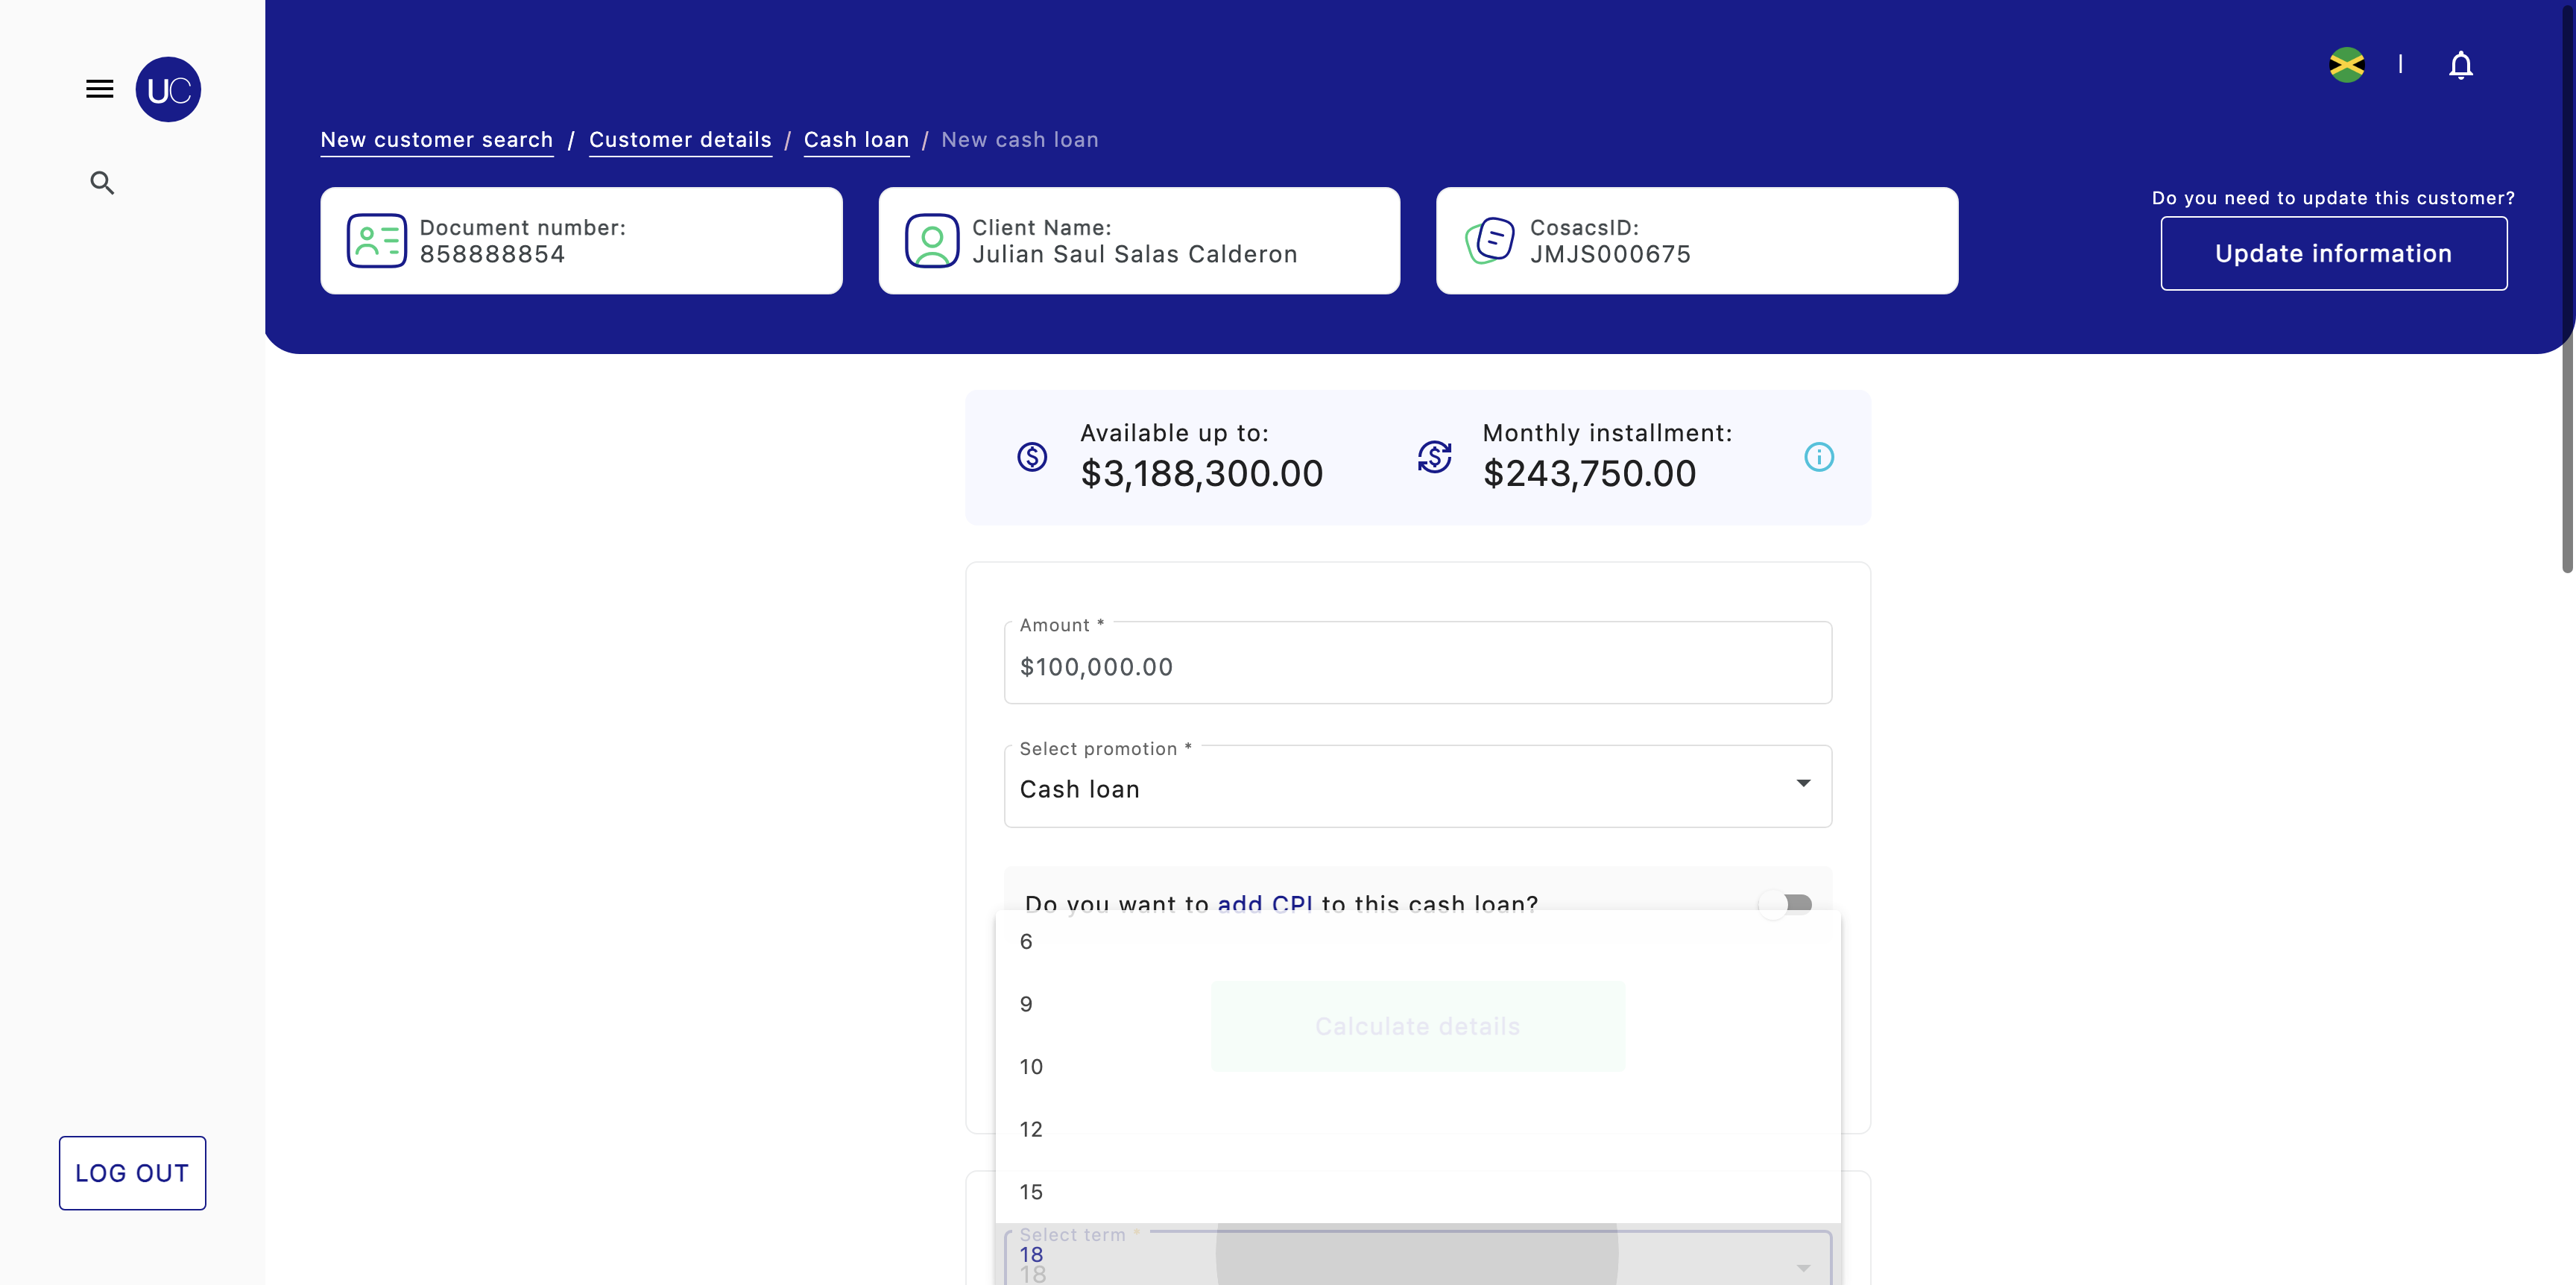 UC
New customer search / Customer details / Cash loan / New cash loan
Document number:
858888854
Client Name:
Julian Saul Salas Calderon
CosacsID:
JMJS000675
Do you need to update this customer?
Update information
Available up to:
$3,188,300.00
Monthly installment:
$243,750.00
Amount *
$100,000.00
Select promotion *
Cash loan
Do you want to add CPI to this cash loan?
6
9
Calculate details
10
12
15
Select term *
18
18
LOG OUT